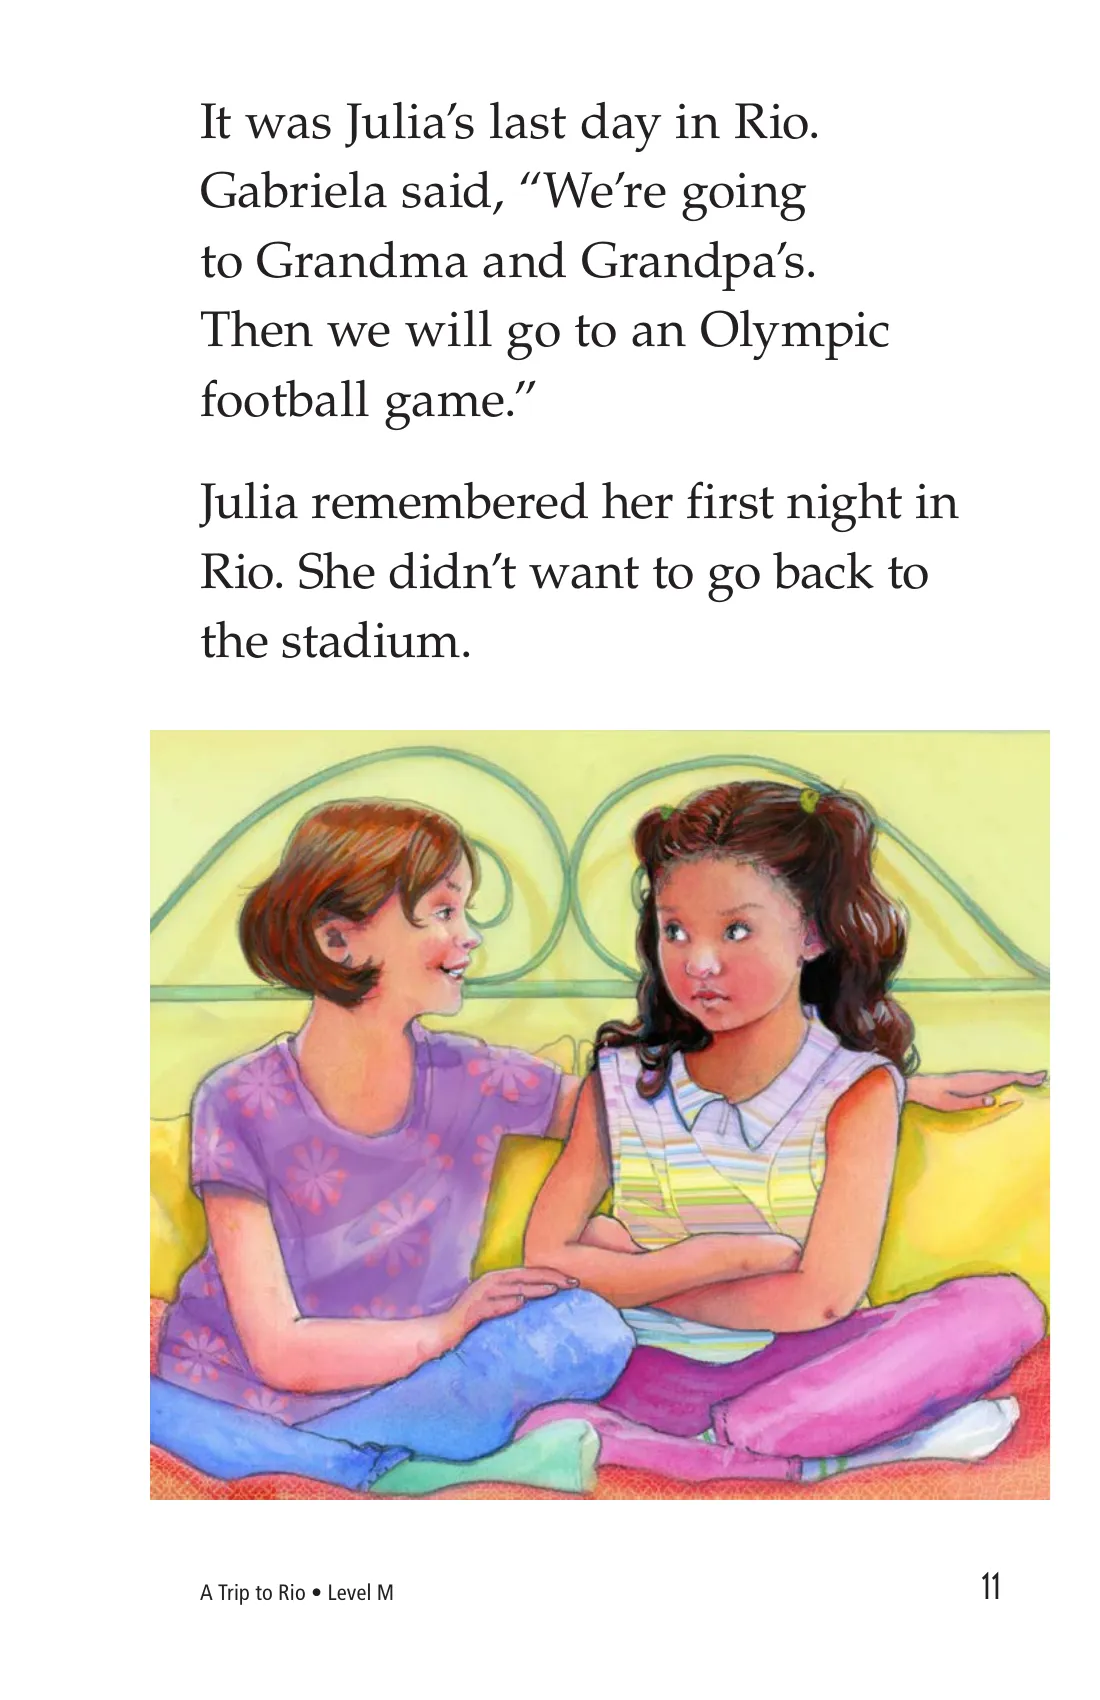 It was Julia’s last day in Rio.
Gabriela said, “We’re going
to Grandma and Grandpa’s.
Then we will go to an Olympic
football game.”
Julia remembered her first night in
Rio. She didn’t want to go back to
the stadium.
A Trip to Rio • Level M
11